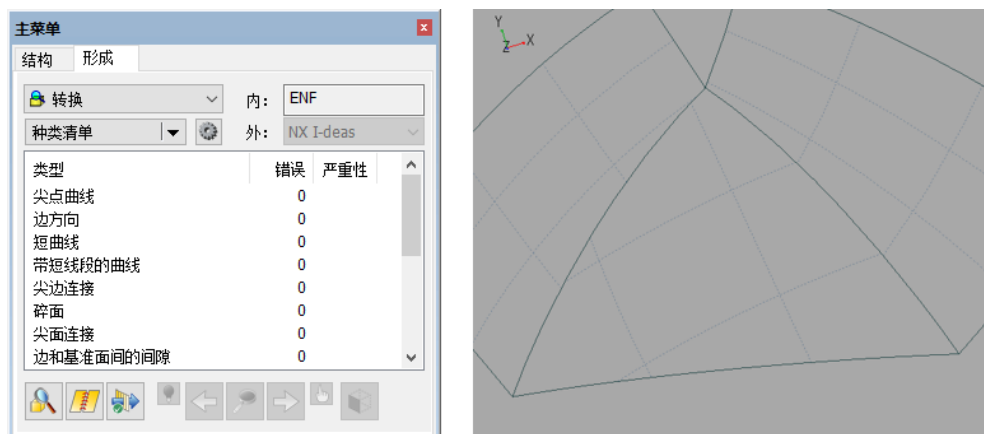 主菜单
结构 形成
转换 内: ENF
种类清单 外: NX I-deas
类型 错误 严重性
尖点曲线 0
边方向 0
短曲线 0
带短线段的曲线 0
尖边连接 0
碎面 0
尖面连接 0
边和基准面间的间隙 0
Y
Z X